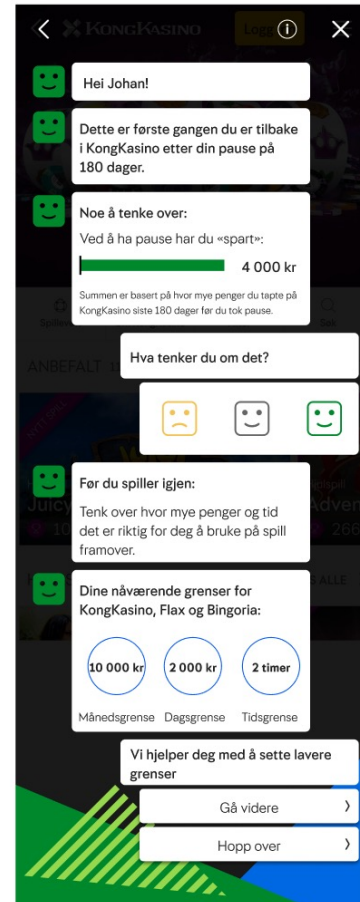 KONGKASINO
Logg
Hei Johan!
Dette er første gangen du er tilbake
i KongKasino etter din pause på
180 dager.
Noe å tenke over:
Ved å ha pause har du «spart»:
4 000 kr
Summen er basert på hvor mye penger du tapte på
KongKasino siste 180 dager før du tok pause.
ANBEFALT
Hva tenker du om det?
NYTT SPILL
Før du spiller igjen:
Tenk over hvor mye penger og tid
det er riktig for deg å bruke på spill
framover.
Dine nåværende grenser for
KongKasino, Flax og Bingoria:
10 000 kr
2 000 kr
2 timer
Månedsgrense
Dagsgrense
Tidsgrense
Vi hjelper deg med å sette lavere
grenser
Gå videre
Hopp over